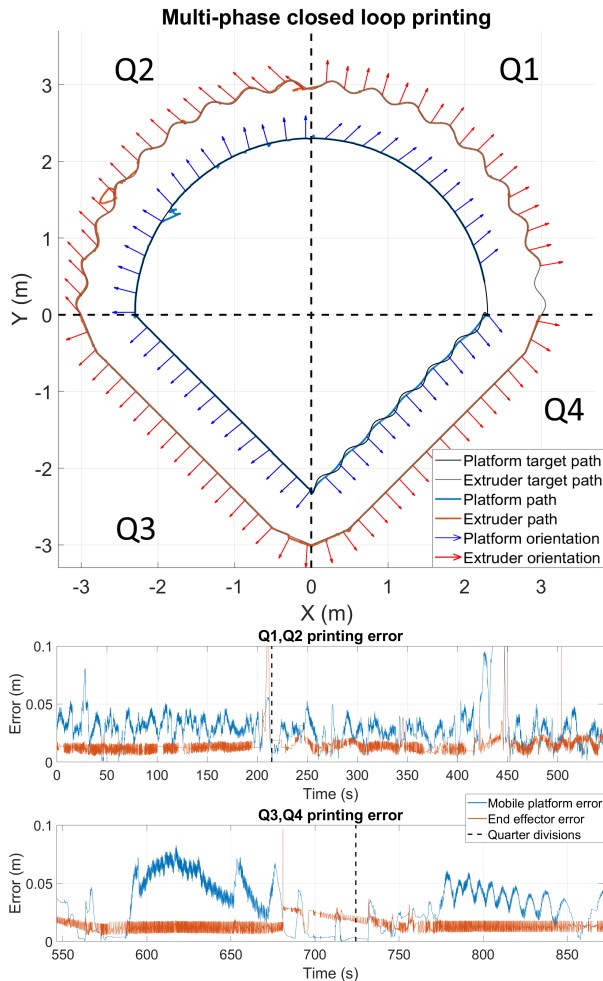 Multi-phase closed loop printing
Q2
Q1
3
2
1
0
-1
-2
-3
Y (m)
Q4
Q3
Platform target path
Extruder target path
Platform path
Extruder path
Platform orientation
Extruder orientation
-3 -2 -1 0 1 2 3
X (m)
Q1,Q2 printing error
0.1
0.05
0
Error (m)
0 50 100 150 200 250 300 350 400 450 500
Time (s)
Mobile platform error
End effector error
Quarter divisions
Q3,Q4 printing error
0.1
0.05
0
Error (m)
550 600 650 700 750 800 850
Time (s)